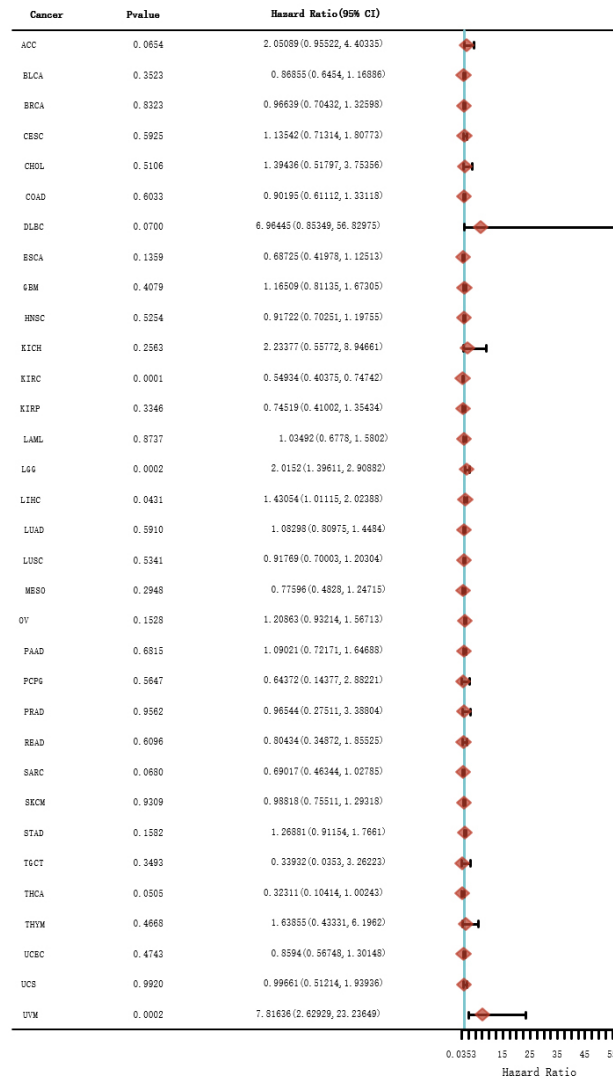 Cancer Pvalue Hazard Ratio(95% CI)
ACC 0.0654 2.05089(0.95522,4.40335)
BLCA 0.3523 0.86855(0.6454,1.16886)
BRCA 0.8323 0.96639(0.70432,1.32598)
CESC 0.5925 1.13542(0.71314,1.80773)
CHOL 0.5106 1.39436(0.51797,3.75356)
COAD 0.6033 0.90195(0.61112,1.33118)
DLBC 0.0700 6.96445(0.85349,56.82975)
ESCA 0.1359 0.68725(0.41978,1.12513)
GBM 0.4079 1.16509(0.81135,1.67305)
HNSC 0.5254 0.91722(0.70251,1.19755)
KICH 0.2563 2.23377(0.55772,8.94661)
KIRC 0.0001 0.54934(0.40375,0.74742)
KIRP 0.3346 0.74519(0.41002,1.35434)
LAML 0.8737 1.03492(0.6778,1.5802)
LGG 0.0002 2.0152(1.39611,2.90882)
LIHC 0.0431 1.43054(1.01115,2.02388)
LUAD 0.5910 1.08298(0.80975,1.4484)
LUSC 0.5341 0.91769(0.70003,1.20304)
MESO 0.2948 0.77596(0.4828,1.24715)
OV 0.1528 1.20863(0.93214,1.56713)
PAAD 0.6815 1.09021(0.72171,1.64688)
PCPG 0.5647 0.64372(0.14377,2.88221)
PRAD 0.9562 0.96544(0.27511,3.38804)
READ 0.6096 0.80434(0.34872,1.85525)
SARC 0.0680 0.69017(0.46344,1.02785)
SKCM 0.9309 0.98818(0.75511,1.29318)
STAD 0.1582 1.26881(0.91154,1.7661)
TGCT 0.3493 0.33932(0.0353,3.26223)
THCA 0.0505 0.32311(0.10414,1.00243)
THYM 0.4668 1.63855(0.43331,6.1962)
UCEC 0.4743 0.8594(0.56748,1.30148)
UCS 0.9920 0.99661(0.51214,1.93936)
UVM 0.0002 7.81636(2.62929,23.23649)
0.0353 15 25 35 45
Hazard Ratio